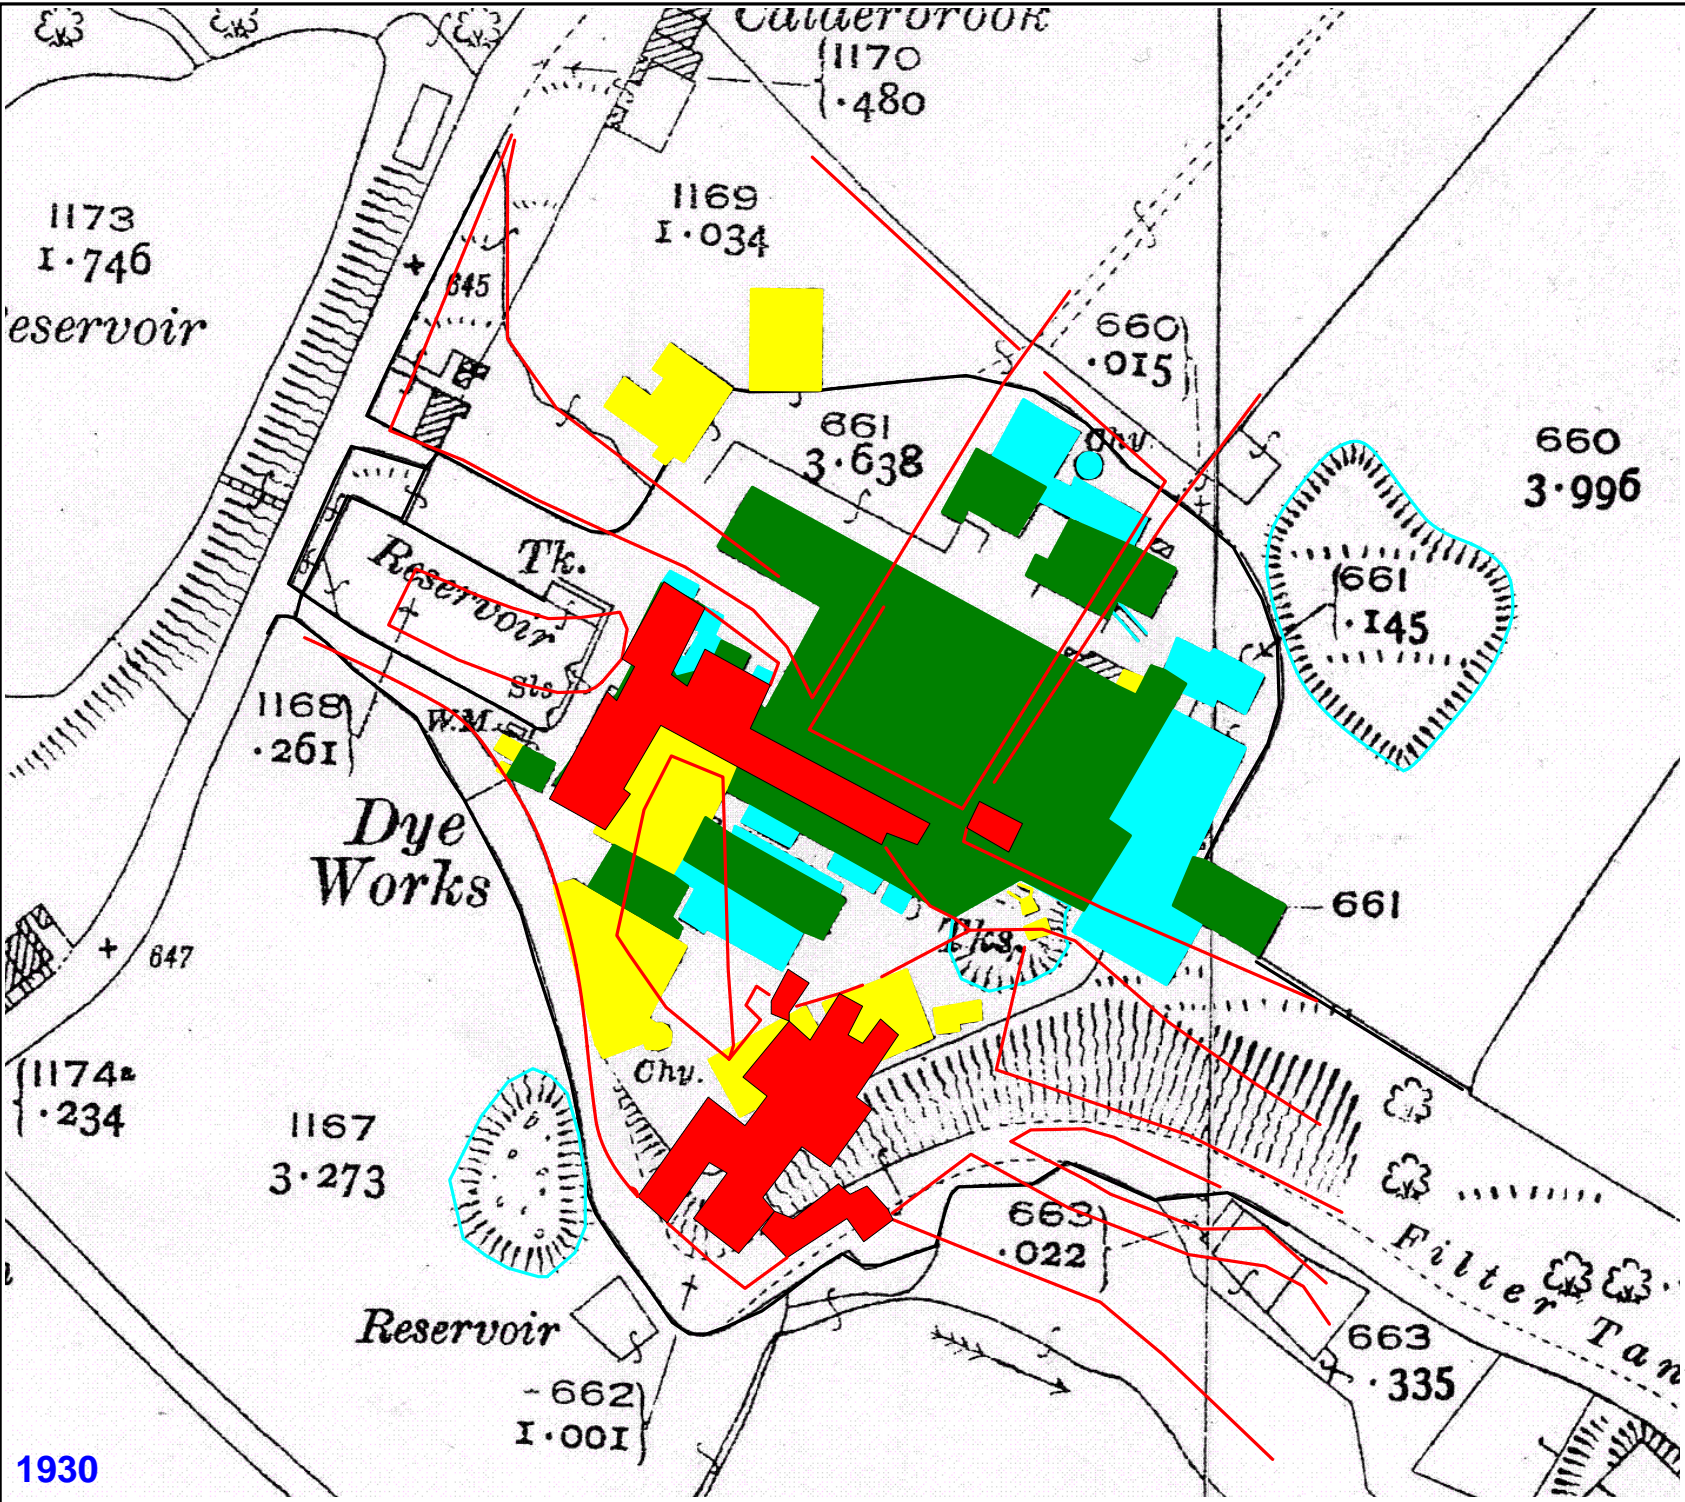 Calderbrook
1170
.480
1169
1.034
1173
1.746
eservoir
645
660
.015
661
3.638
Chy.
660
3.996
Tk.
Reservoir
661
.145
Sls
W.M.
1168
.261
Dye
Works
661
Tks.
647
Chy.
1174a
.234
1167
3.273
663
.022
Filter Tan
Reservoir
663
.335
662
1.001
1930